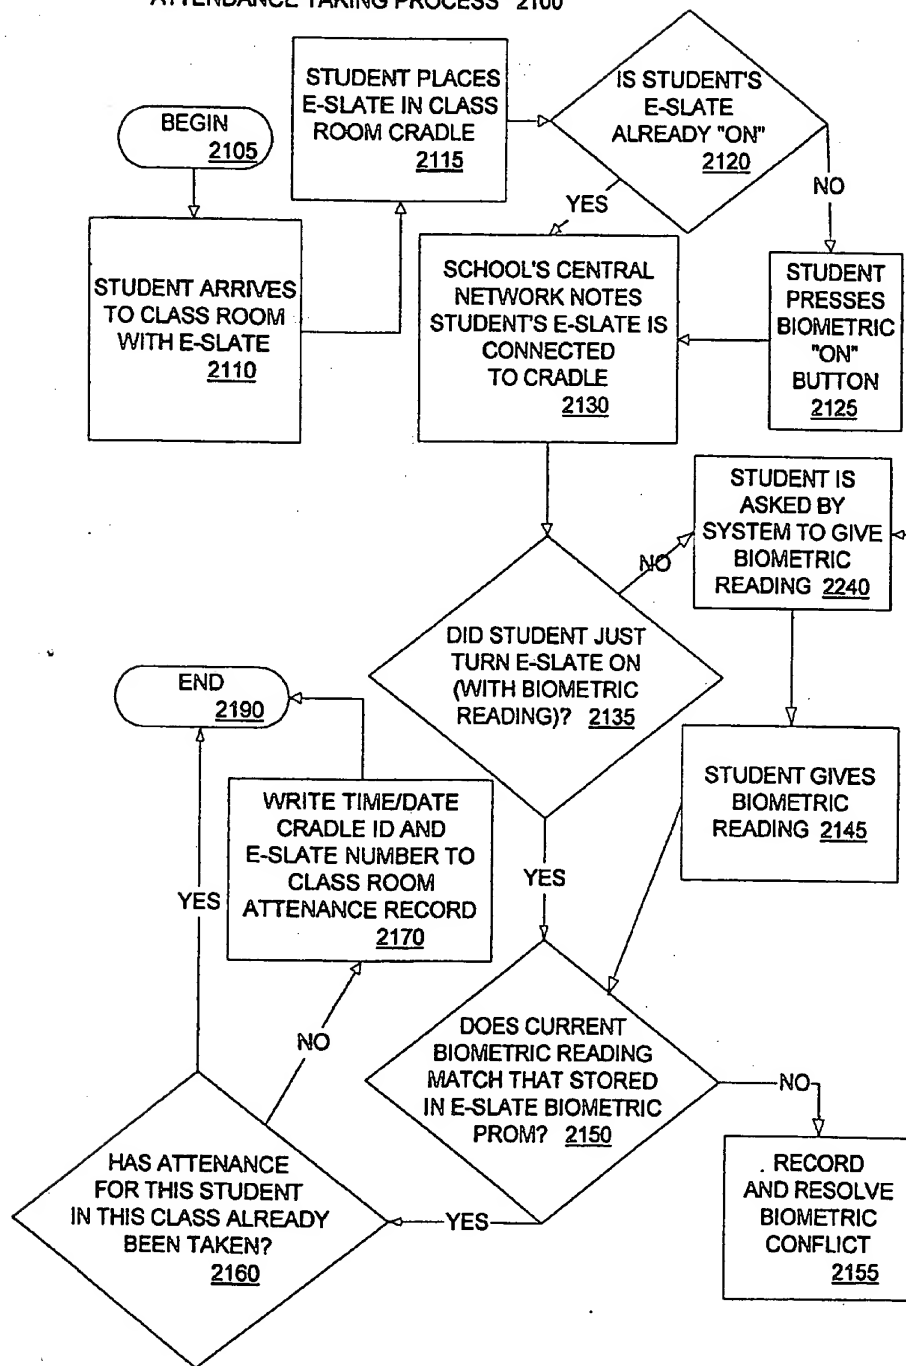 ATTENDANCE TAKING PROCESS 2100
BEGIN
2105
STUDENT ARRIVES
TO CLASS ROOM
WITH E-SLATE
2110
STUDENT PLACES
E-SLATE IN CLASS
ROOM CRADLE
2115
IS STUDENT'S
E-SLATE
ALREADY "ON"
2120
YES
NO
STUDENT
PRESSES
BIOMETRIC
"ON"
BUTTON
2125
SCHOOL'S CENTRAL
NETWORK NOTES
STUDENT'S E-SLATE IS
CONNECTED
TO CRADLE
2130
DID STUDENT JUST
TURN E-SLATE ON
(WITH BIOMETRIC
READING)? 2135
NO
STUDENT IS
ASKED BY
SYSTEM TO GIVE
BIOMETRIC
READING 2240
STUDENT GIVES
BIOMETRIC
READING 2145
YES
DOES CURRENT
BIOMETRIC READING
MATCH THAT STORED
IN E-SLATE BIOMETRIC
PROM? 2150
NO
. RECORD
AND RESOLVE
BIOMETRIC
CONFLICT
2155
YES
HAS ATTENANCE
FOR THIS STUDENT
IN THIS CLASS ALREADY
BEEN TAKEN?
2160
NO
WRITE TIME/DATE
CRADLE ID AND
E-SLATE NUMBER TO
CLASS ROOM
ATTENANCE RECORD
2170
YES
END
2190